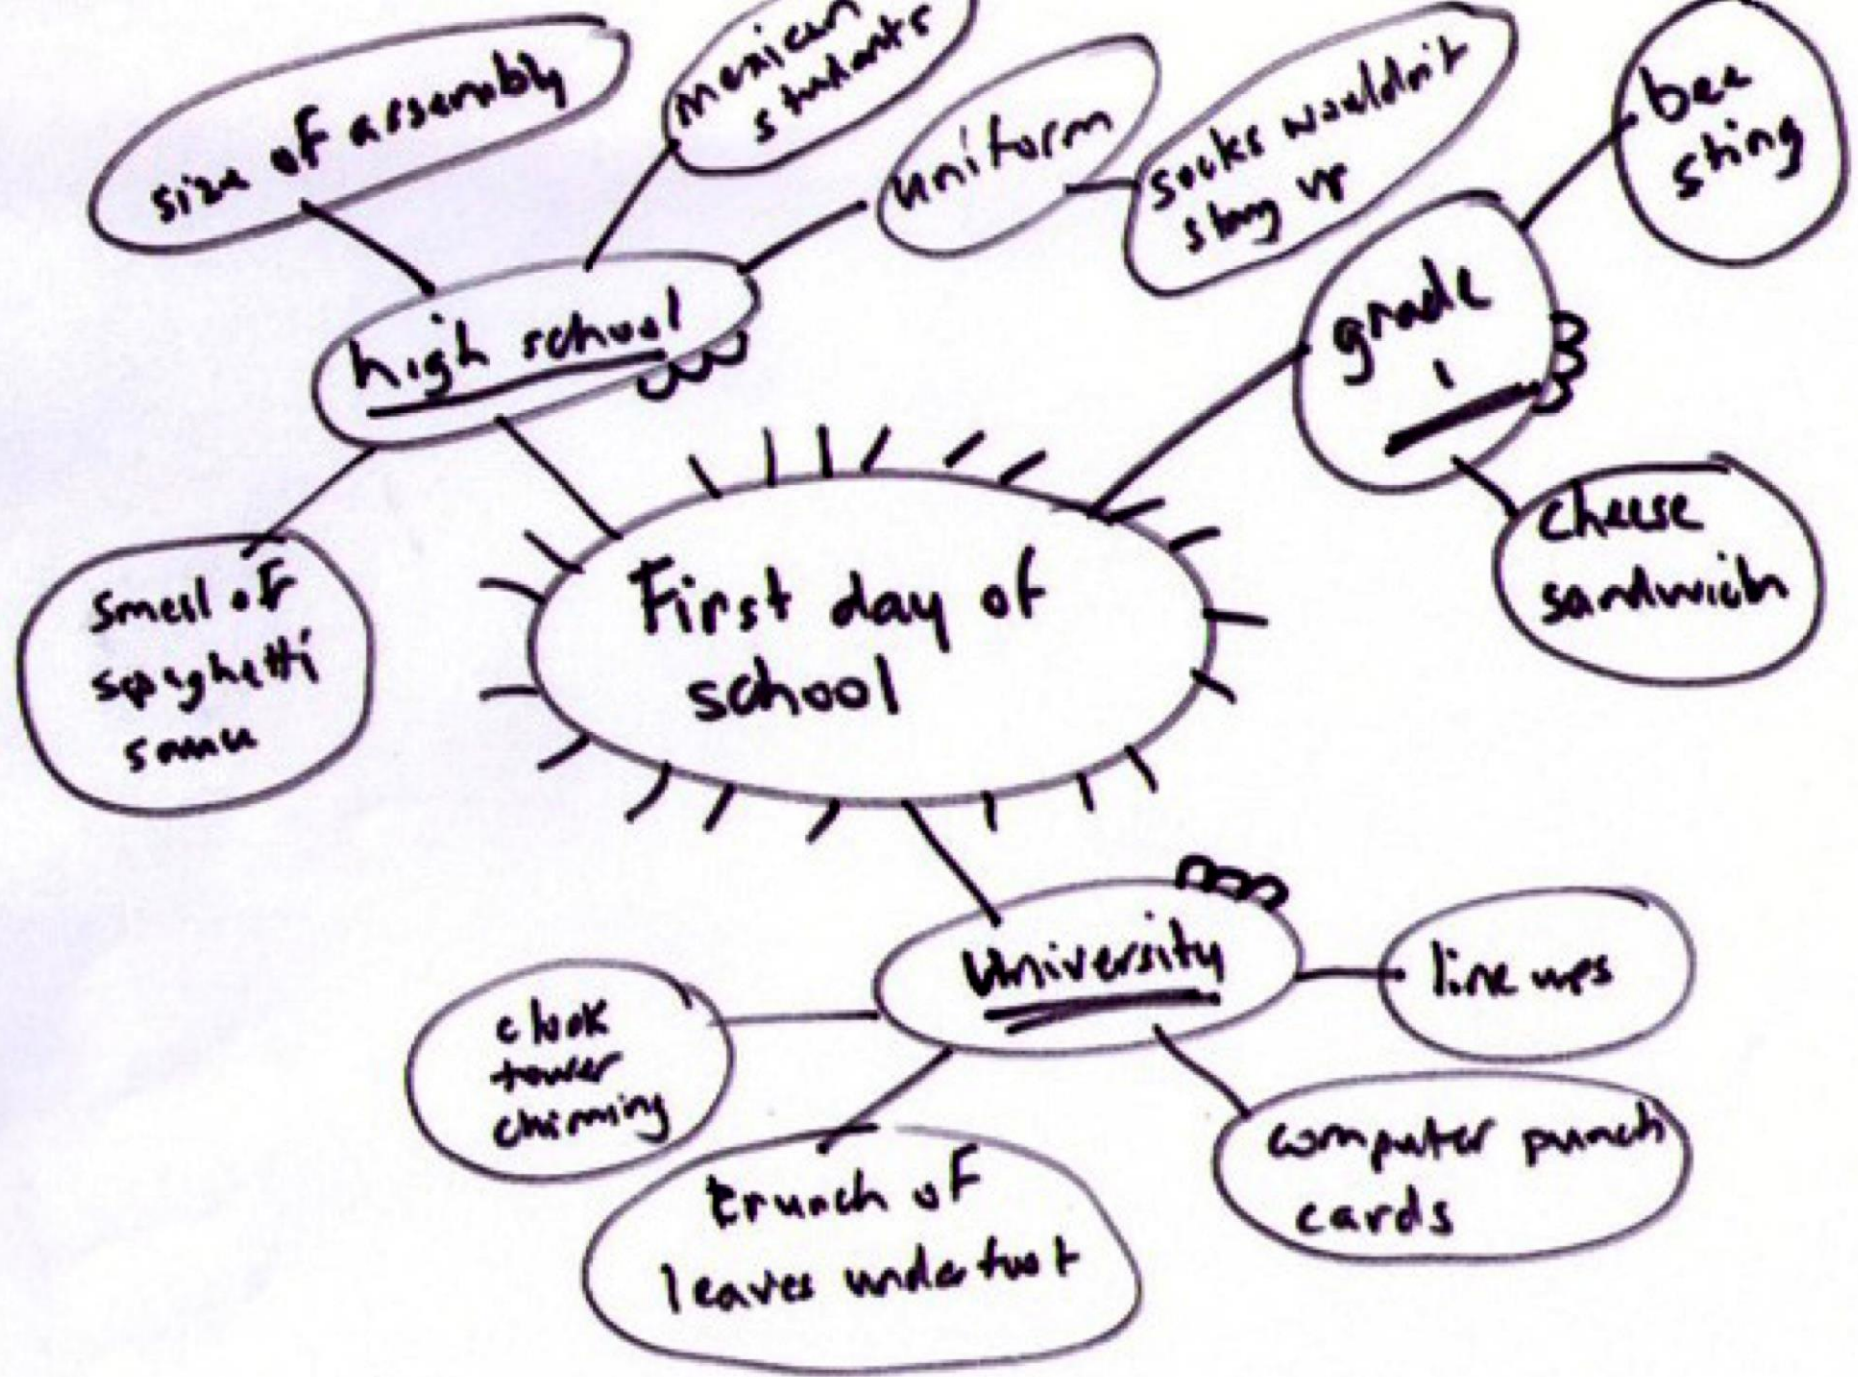 size of assembly
mexican
students
uniform
socks wouldn't
stay up
bee
sting
high school
grade
1
cheese
sandwich
smell of
spaghetti
sauce
First day of
school
University
line ups
clock
tower
chiming
computer punch
cards
crunch of
leaves underfoot